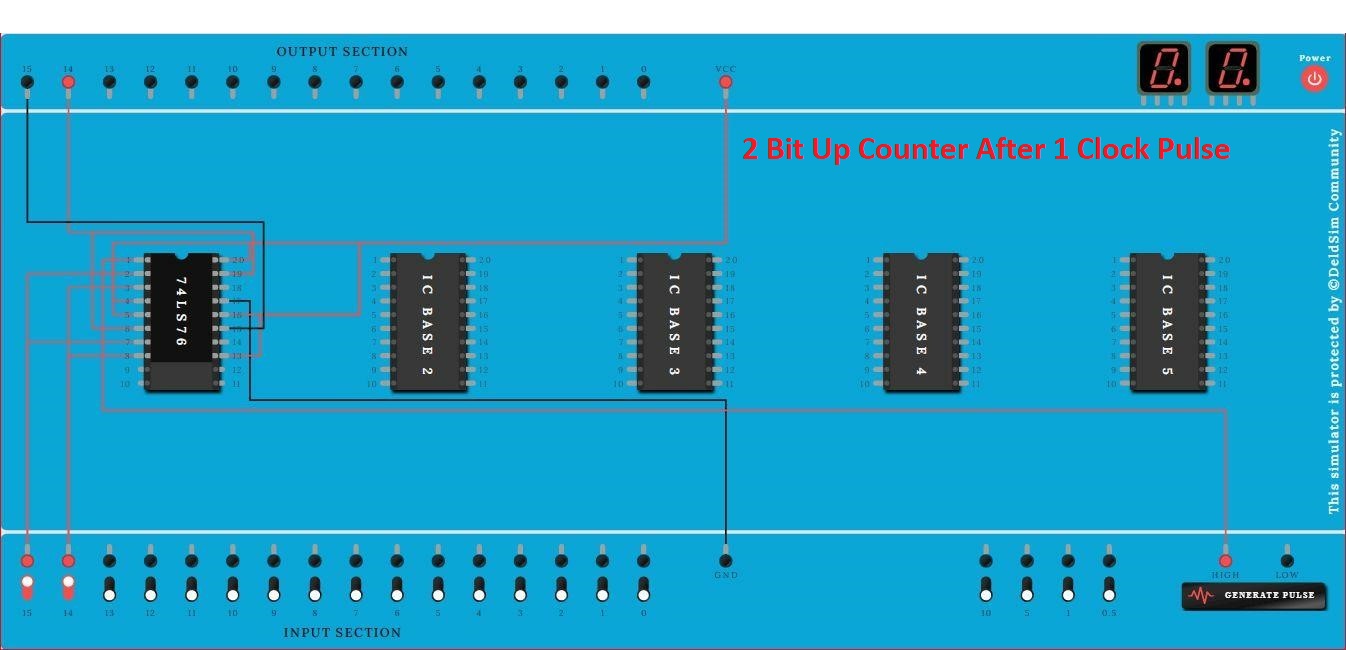 OUTPUT SECTION
15 14 13 12 11 10 9 8 7 6 5 4 3 2 1 0 VCC
Power
2 Bit Up Counter After 1 Clock Pulse
This simulator is protected by ©DeldSim Community
74LS76
1 2 3 4 5 6 7 8 9 10
20 19 18 17 16 15 14 13 12 11
IC BASE 2
1 2 3 4 5 6 7 8 9 10
20 19 18 17 16 15 14 13 12 11
IC BASE 3
1 2 3 4 5 6 7 8 9 10
20 19 18 17 16 15 14 13 12 11
IC BASE 4
1 2 3 4 5 6 7 8 9 10
20 19 18 17 16 15 14 13 12 11
IC BASE 5
1 2 3 4 5 6 7 8 9 10
20 19 18 17 16 15 14 13 12 11
GND
HIGH LOW
GENERATE PULSE
15 14 13 12 11 10 9 8 7 6 5 4 3 2 1 0
10 5 1 0.5
INPUT SECTION